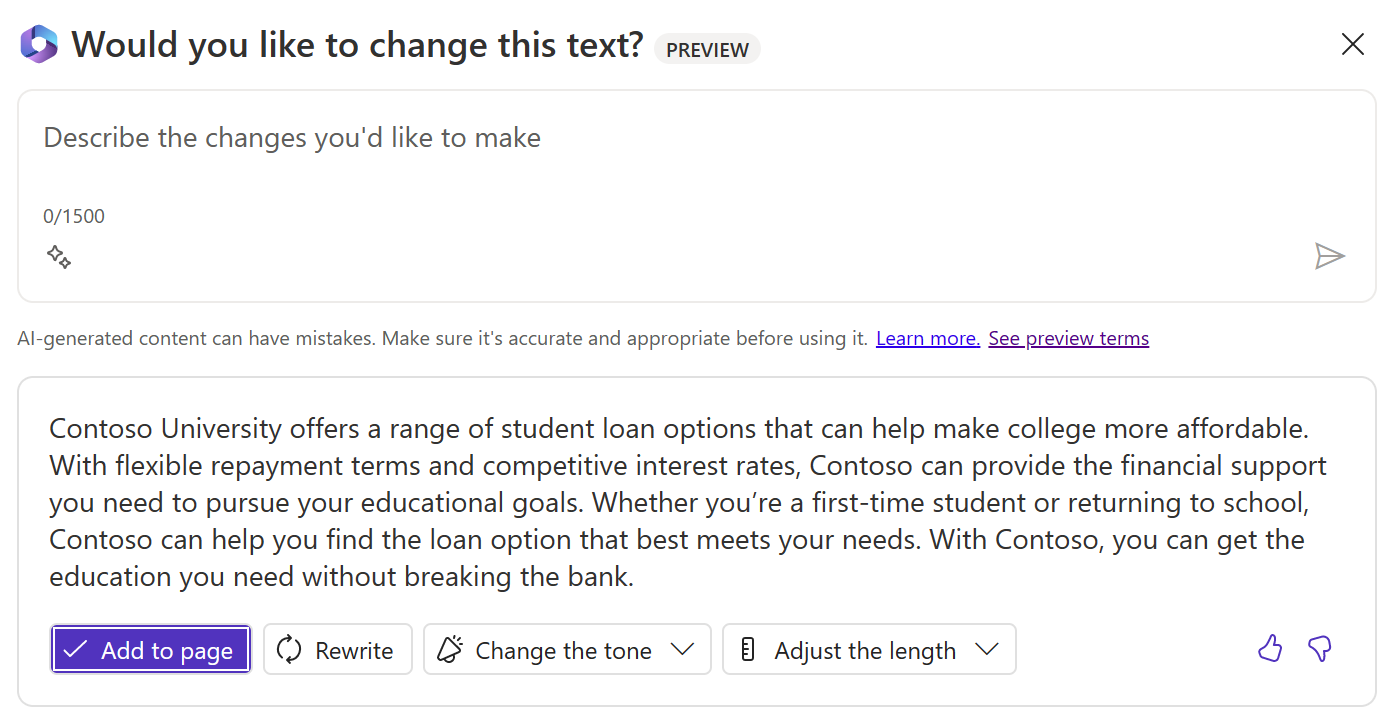 Would you like to change this text? PREVIEW
Describe the changes you'd like to make
0/1500
AI-generated content can have mistakes. Make sure it's accurate and appropriate before using it. Learn more. See preview terms
Contoso University offers a range of student loan options that can help make college more affordable.
With flexible repayment terms and competitive interest rates, Contoso can provide the financial support
you need to pursue your educational goals. Whether you’re a first-time student or returning to school,
Contoso can help you find the loan option that best meets your needs. With Contoso, you can get the
education you need without breaking the bank.
Add to page Rewrite Change the tone Adjust the length